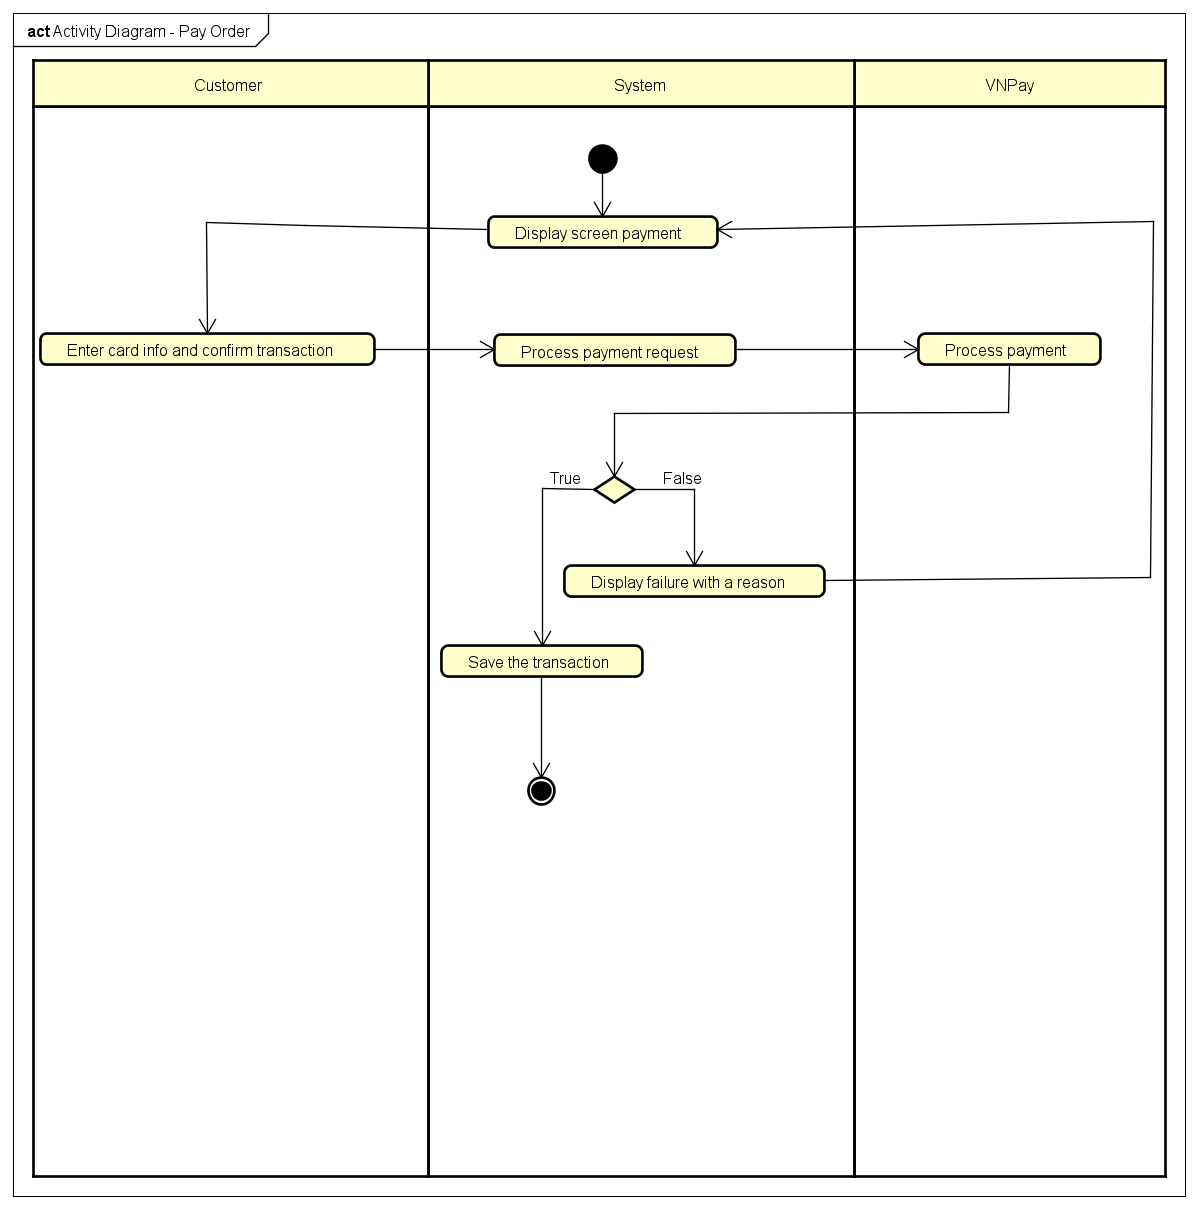 act Activity Diagram - Pay Order
Customer
System
VNPay
Display screen payment
Enter card info and confirm transaction
Process payment request
Process payment
True
False
Display failure with a reason
Save the transaction